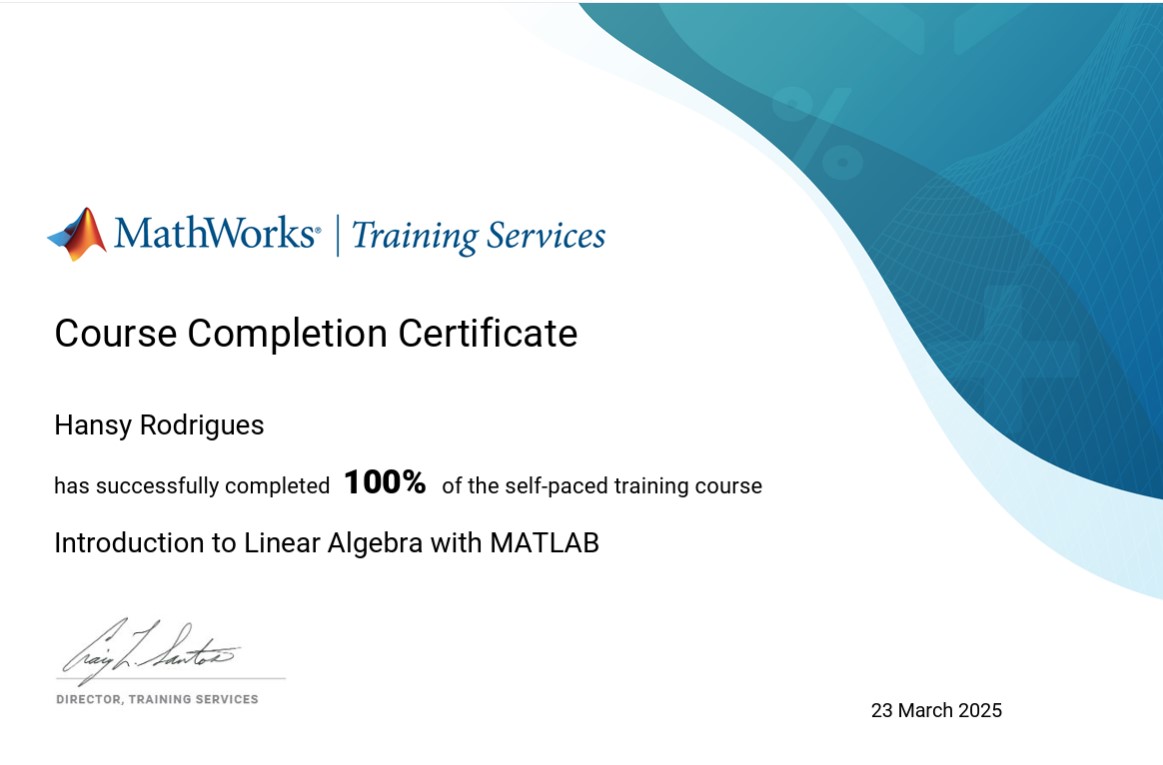 MathWorks® | Training Services
Course Completion Certificate
Hansy Rodrigues
has successfully completed 100% of the self-paced training course
Introduction to Linear Algebra with MATLAB
Craig L. Santos
DIRECTOR, TRAINING SERVICES
23 March 2025